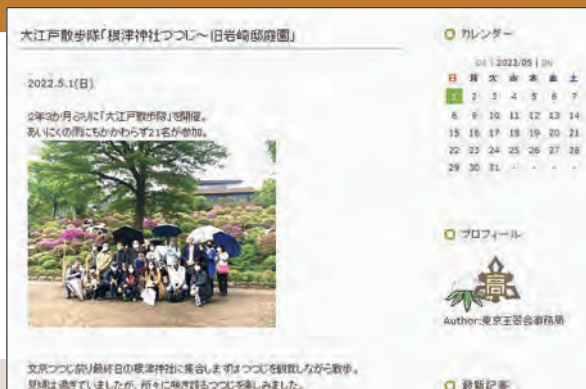 大江戸散歩隊「根津神社つつじ～旧岩崎邸庭園」
2022.5.1(日)
2年3か月ぶりに「大江戸散歩隊」を開催。
あいにくの雨にもかかわらず21名が参加。
文京つつじ祭り最終日の根津神社に集合しまずはつつじを観賞しながら散歩。
見頃は過ぎていましたが、所々に咲き残るつつじを楽しみました。
カレンダー
04 | 2022/05 | 06
日 月 火 水 木 金 土
1 2 3 4 5 6 7
8 9 10 11 12 13 14
15 16 17 18 19 20 21
22 23 24 25 26 27 28
29 30 31 - - - -
プロフィール
高
Author:東京玉翠会事務局
最新記事